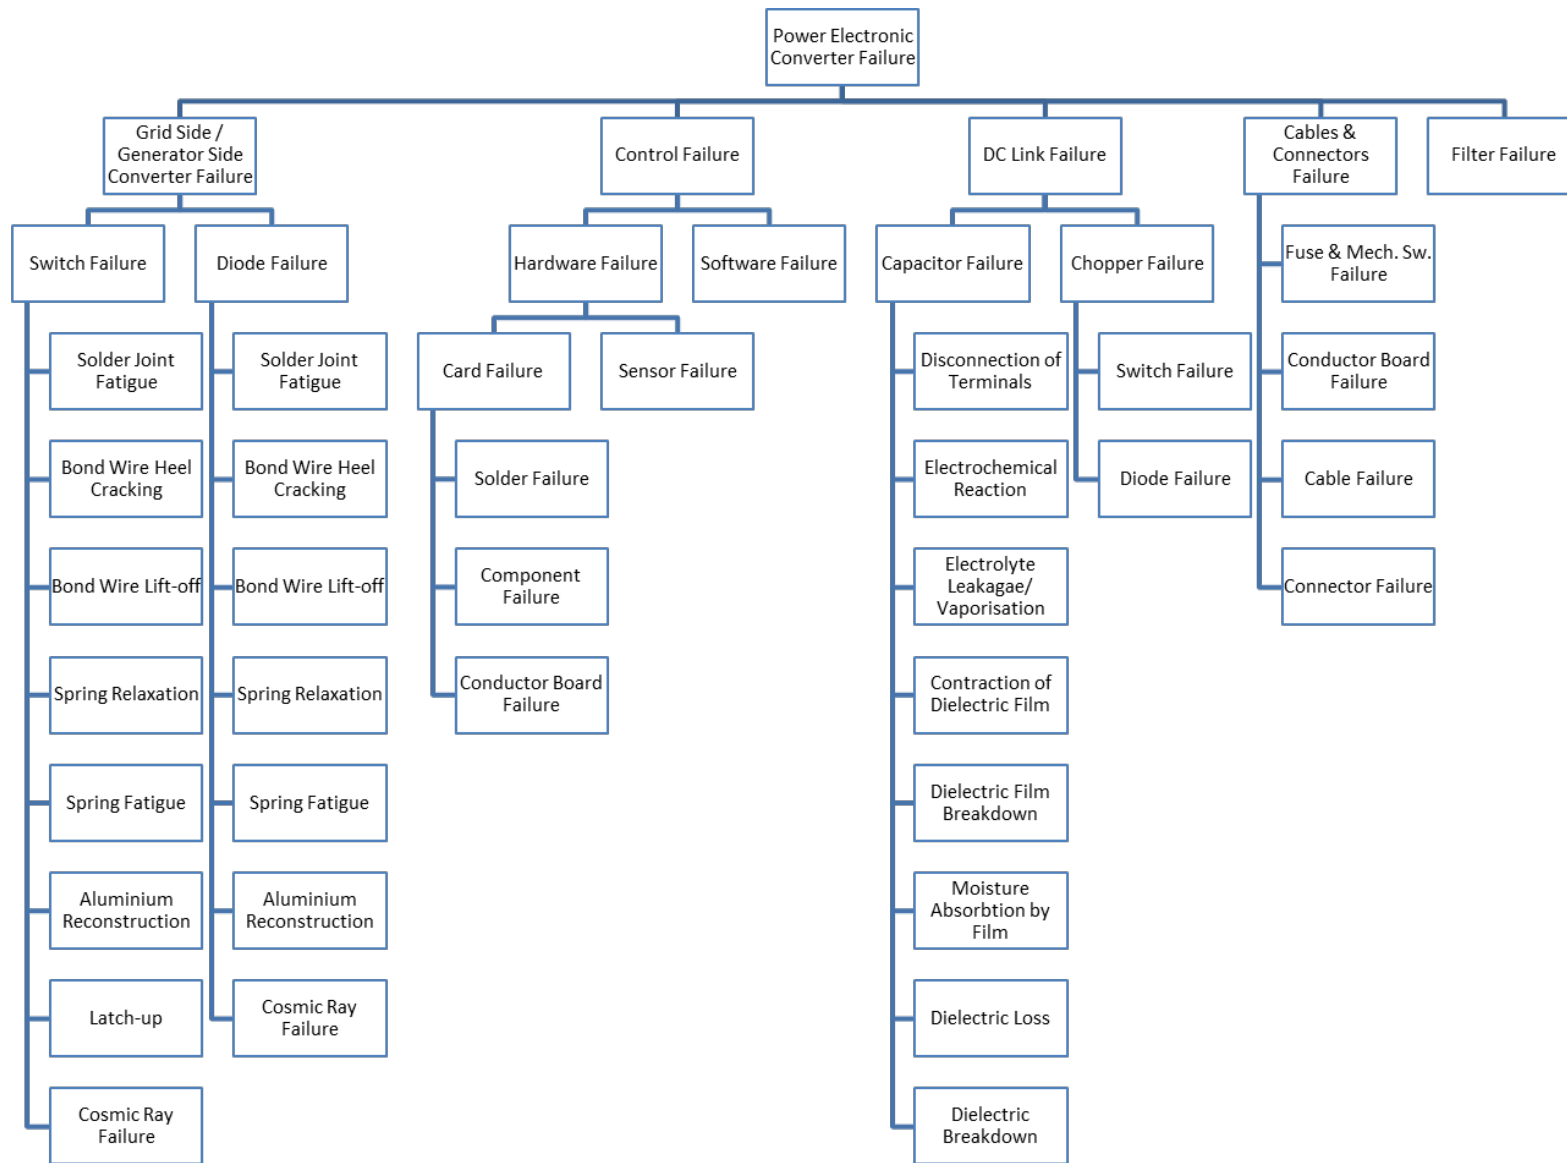 Power Electronic
Converter Failure
Grid Side /
Generator Side
Converter Failure
Control Failure
DC Link Failure
Cables &
Connectors
Failure
Filter Failure
Switch Failure
Diode Failure
Hardware Failure
Software Failure
Capacitor Failure
Chopper Failure
Fuse & Mech. Sw.
Failure
Solder Joint
Fatigue
Solder Joint
Fatigue
Card Failure
Sensor Failure
Disconnection of
Terminals
Switch Failure
Conductor Board
Failure
Bond Wire Heel
Cracking
Bond Wire Heel
Cracking
Solder Failure
Electrochemical
Reaction
Diode Failure
Cable Failure
Bond Wire Lift-off
Bond Wire Lift-off
Component
Failure
Electrolyte
Leakagae/
Vaporisation
Connector Failure
Spring Relaxation
Spring Relaxation
Conductor Board
Failure
Contraction of
Dielectric Film
Spring Fatigue
Spring Fatigue
Dielectric Film
Breakdown
Aluminium
Reconstruction
Aluminium
Reconstruction
Moisture
Absorbtion by
Film
Latch-up
Cosmic Ray
Failure
Dielectric Loss
Cosmic Ray
Failure
Dielectric
Breakdown